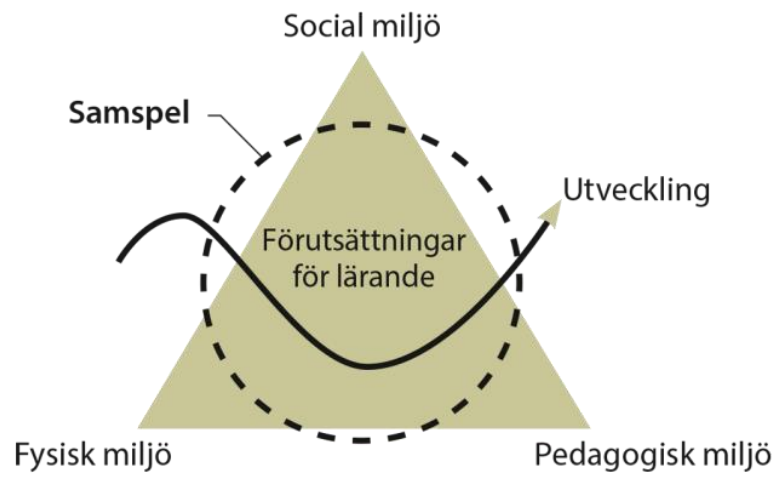 Social miljö
Samspel
Utveckling
Förutsättningar
för lärande
Fysisk miljö
Pedagogisk miljö